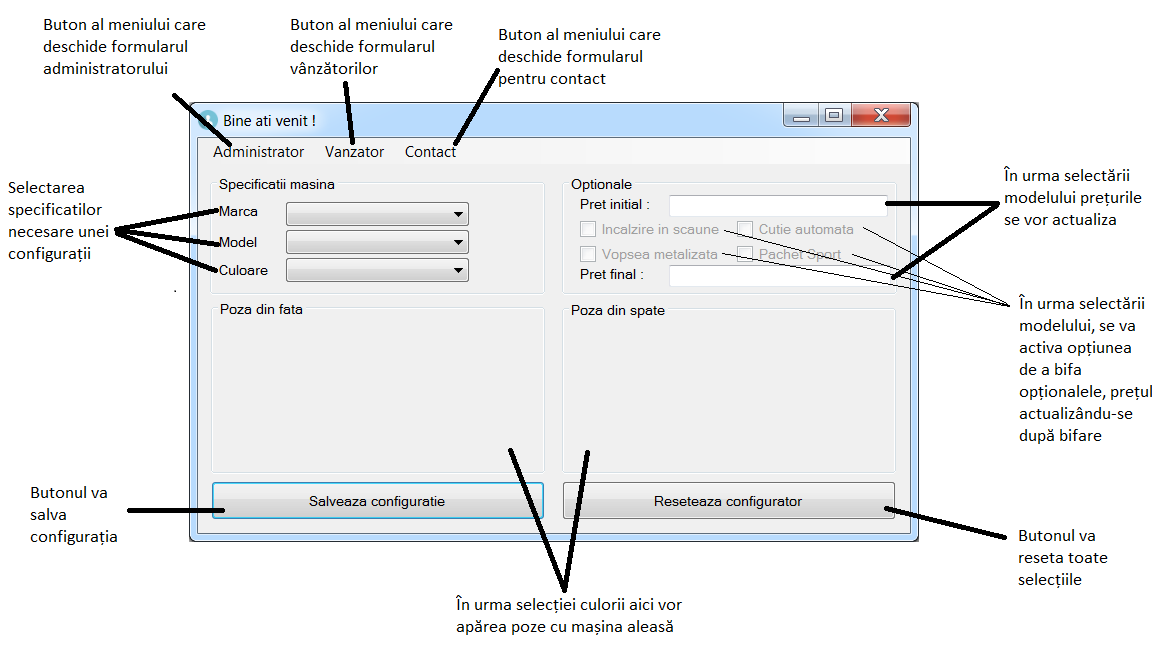 Buton al meniului care
deschide formularul
administratorului
Buton al meniului care
deschide formularul
vânzătorilor
Buton al meniului care
deschide formularul
pentru contact
Bine ati venit !
Administrator Vanzator Contact
Selectarea
specificatilor
necesare unei
configurații
Specificatii masina
Marca
Model
Culoare
Optionale
Pret initial :
Incalzire in scaune Cutie automata
Vopsea metalizata Pachet Sport
Pret final :
În urma selectării
modelului prețurile
se vor actualiza
În urma selectării
modelului, se va
activa opțiunea
de a bifa
opționalele, prețul
actualizându-se
după bifare
Poza din fata
Poza din spate
Butonul va
salva
configurația
Salveaza configuratie
Reseteaza configurator
Butonul va
reseta toate
selecțiile
În urma selecției culorii aici vor
apărea poze cu mașina aleasă